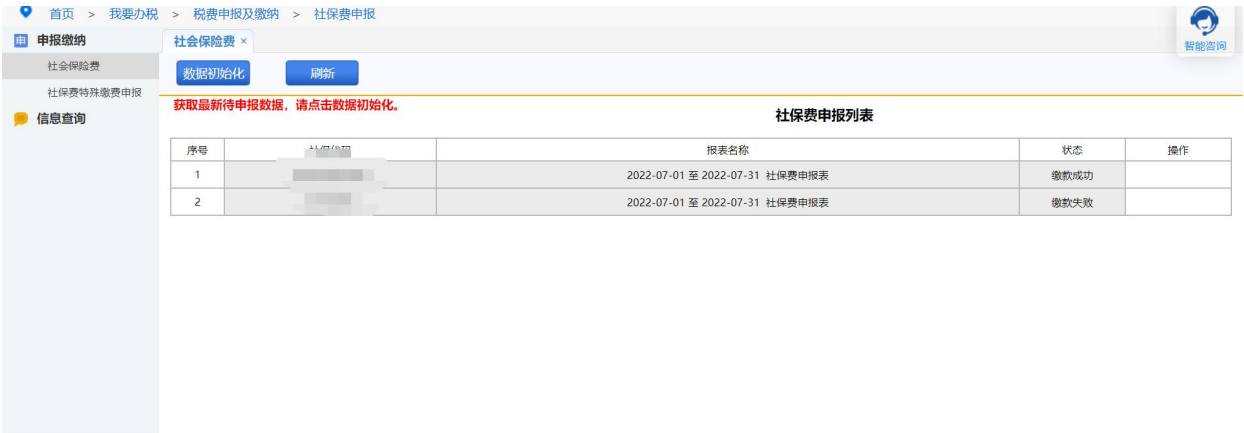 首页 > 我要办税 > 税费申报及缴纳 > 社保费申报
智能咨询
申 申报缴纳
社会保险费
社保费特殊缴费申报
信息查询
社会保险费 ×
数据初始化 刷新
获取最新待申报数据，请点击数据初始化。
社保费申报列表
序号 报表名称 状态 操作
1 2022-07-01 至 2022-07-31 社保费申报表 缴款成功
2 2022-07-01 至 2022-07-31 社保费申报表 缴款失败